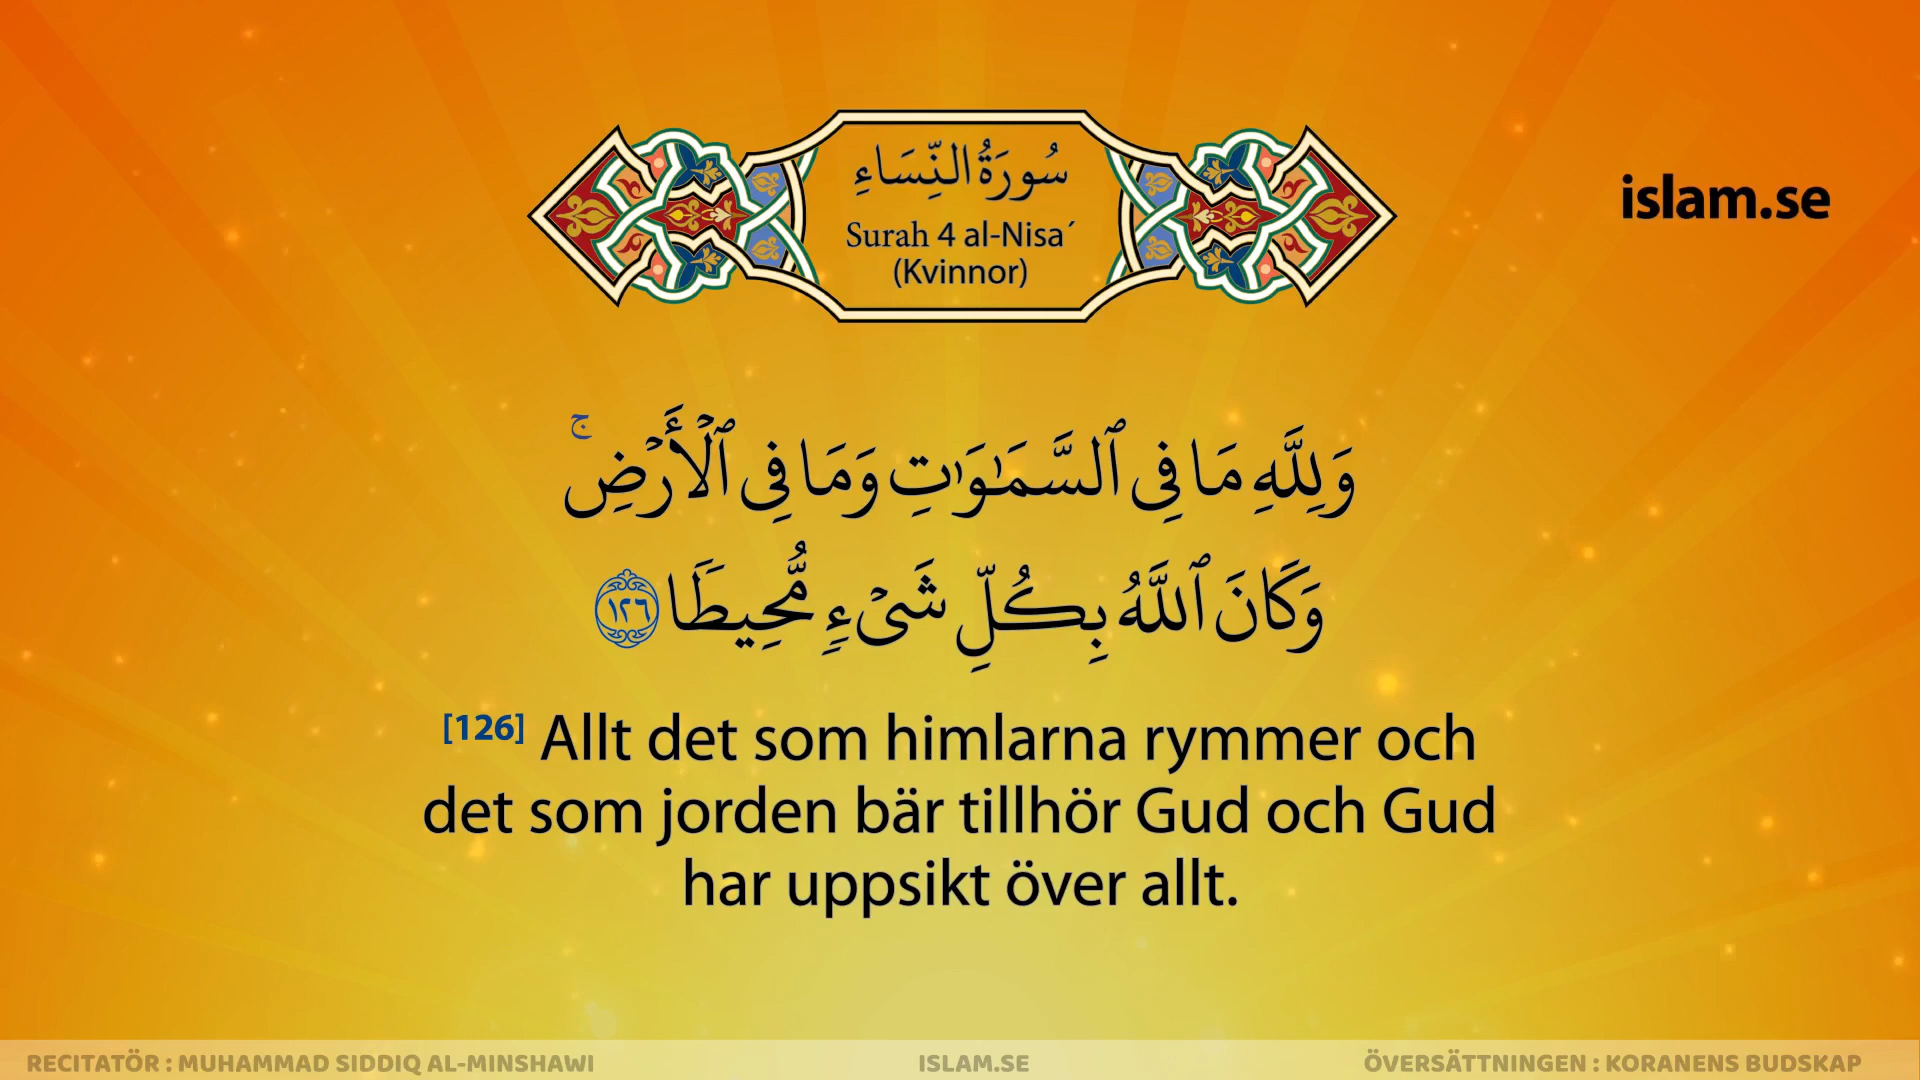 سُورَةُ النِّسَاءِ
Surah 4 al-Nisa´
(Kvinnor)
islam.se
وَلِلَّهِ مَا فِى ٱلسَّمَـٰوَٰتِ وَمَا فِى ٱلْأَرْضِ ۚ
وَكَانَ ٱللَّهُ بِكُلِّ شَىْءٍ مُّحِيطًا ١٢٦
[126] Allt det som himlarna rymmer och
det som jorden bär tillhör Gud och Gud
har uppsikt över allt.
RECITATÖR : MUHAMMAD SIDDIQ AL-MINSHAWI
ISLAM.SE
ÖVERSÄTTNINGEN : KORANENS BUDSKAP